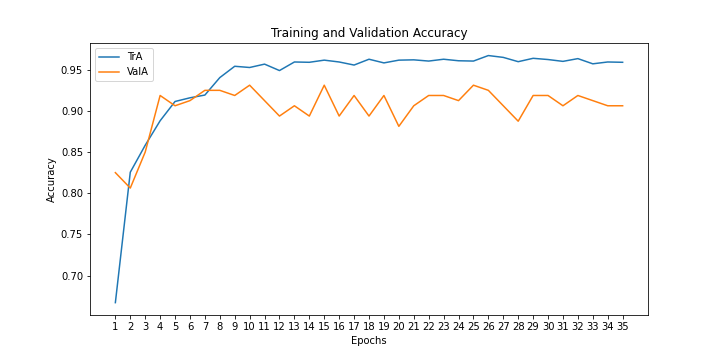 Training and Validation Accuracy
TrA
ValA
Accuracy
0.95
0.90
0.85
0.80
0.75
0.70
1 2 3 4 5 6 7 8 9 10 11 12 13 14 15 16 17 18 19 20 21 22 23 24 25 26 27 28 29 30 31 32 33 34 35
Epochs